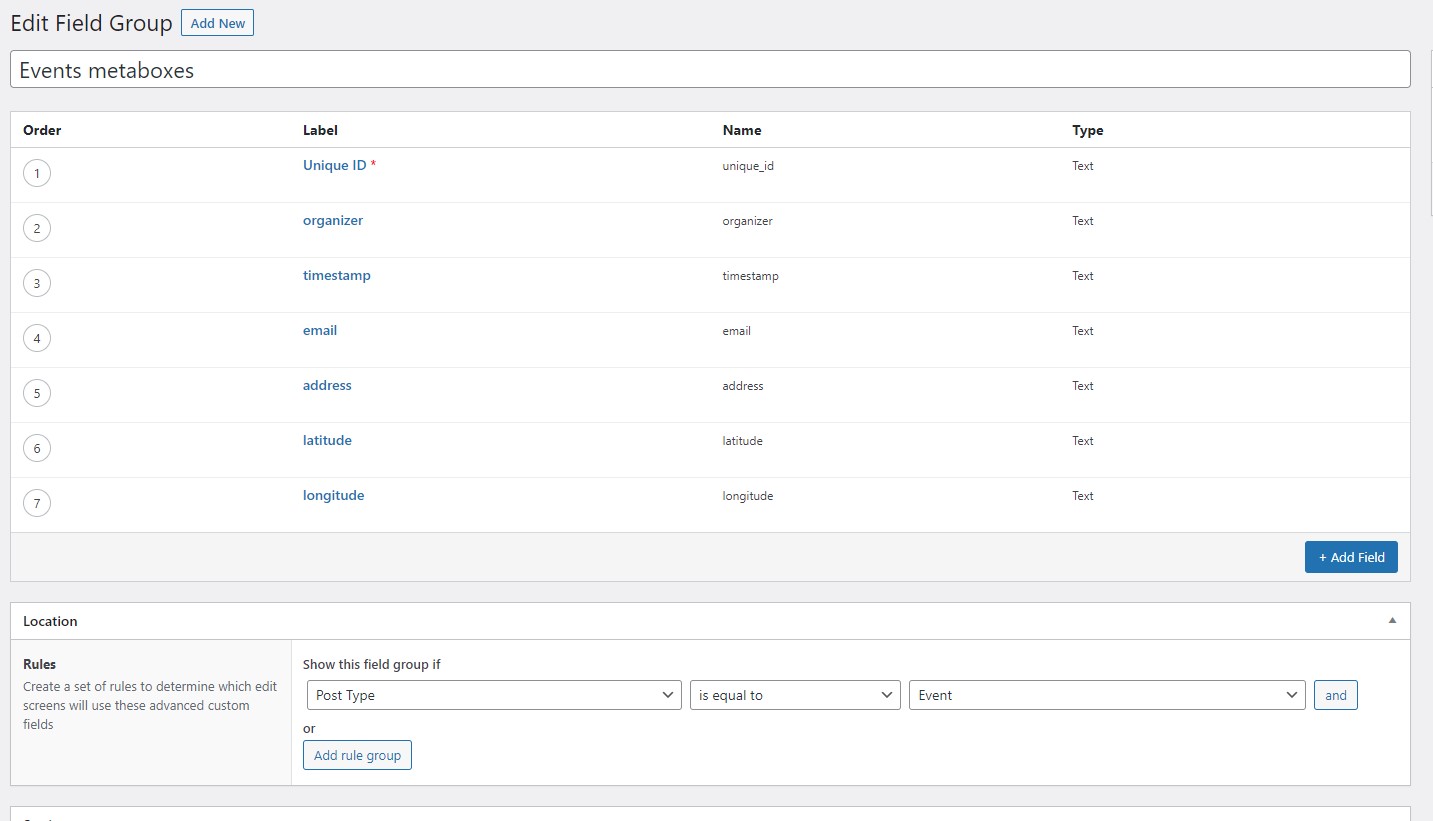 Edit Field Group Add New
Events metaboxes
Order Label Name Type
1 Unique ID * unique_id Text
2 organizer organizer Text
3 timestamp timestamp Text
4 email email Text
5 address address Text
6 latitude latitude Text
7 longitude longitude Text
+ Add Field
Location
Rules
Create a set of rules to determine which edit
screens will use these advanced custom
fields
Show this field group if
Post Type is equal to Event and
or
Add rule group